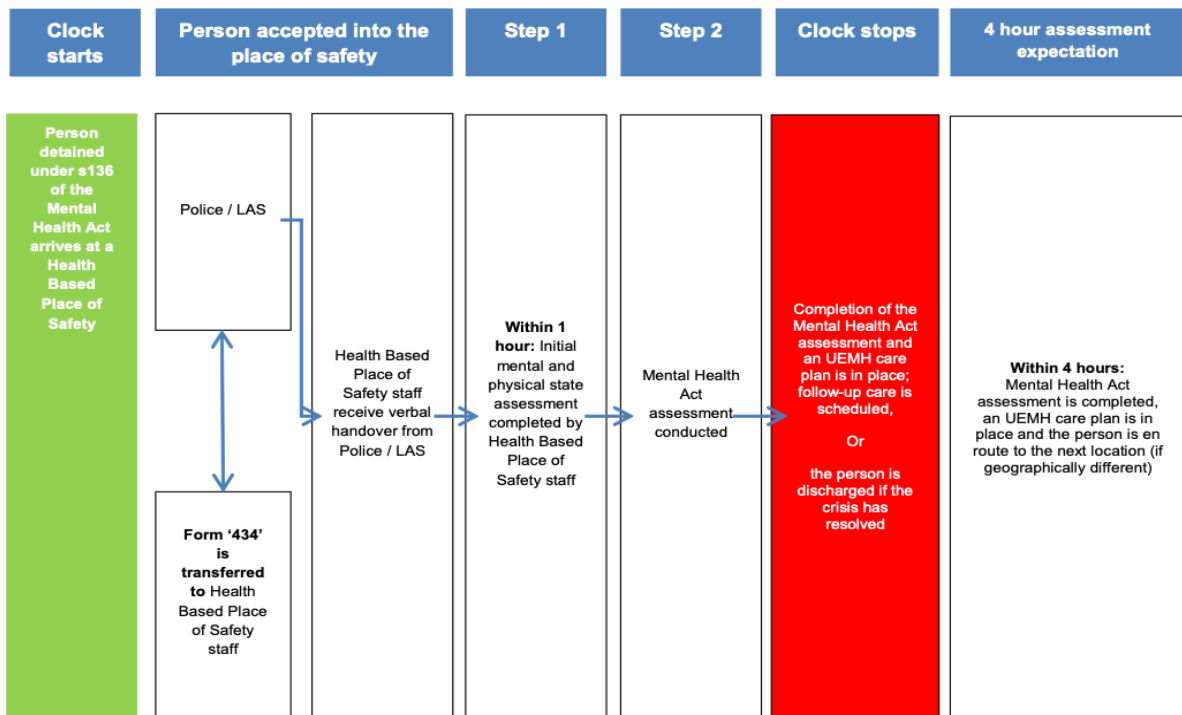 Clock
starts
Person accepted into the
place of safety
Step 1
Step 2
Clock stops
4 hour assessment
expectation
Person
detained
under s136
of the
Mental
Health Act
arrives at a
Health
Based
Place of
Safety
Police / LAS
Form ‘434’
is
transferred
to Health
Based Place
of Safety
staff
Health Based
Place of
Safety staff
receive verbal
handover from
Police / LAS
Within 1
hour: Initial
mental and
physical state
assessment
completed by
Health Based
Place of
Safety staff
Mental Health
Act
assessment
conducted
Completion of the
Mental Health Act
assessment and
an UEMH care
plan is in place;
follow-up care is
scheduled,
Or
the person is
discharged if the
crisis has
resolved
Within 4 hours:
Mental Health Act
assessment is completed,
an UEMH care plan is in
place and the person is en
route to the next location (if
geographically different)